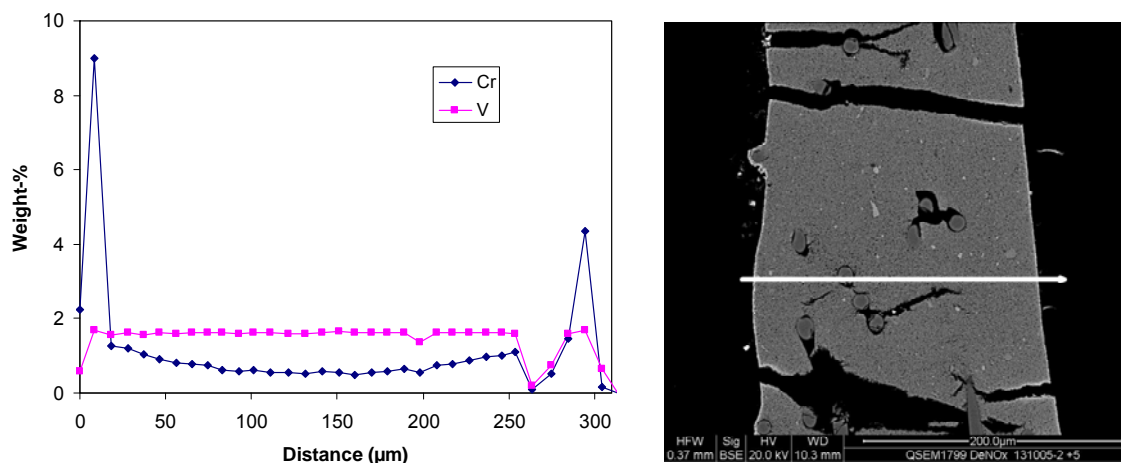 10
8
6
4
2
0
Weight-%
Cr
V
0 50 100 150 200 250 300
Distance (µm)
HFW Sig HV WD 200.0µm
0.37 mm BSE 20.0 kV 10.3 mm QSEM1799 DeNOx 131005-2 +5